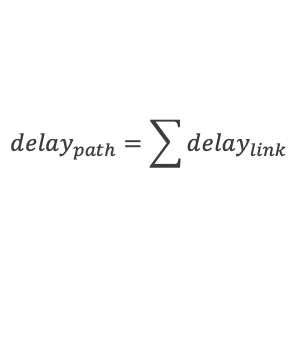 delay_path = ∑ delay_link